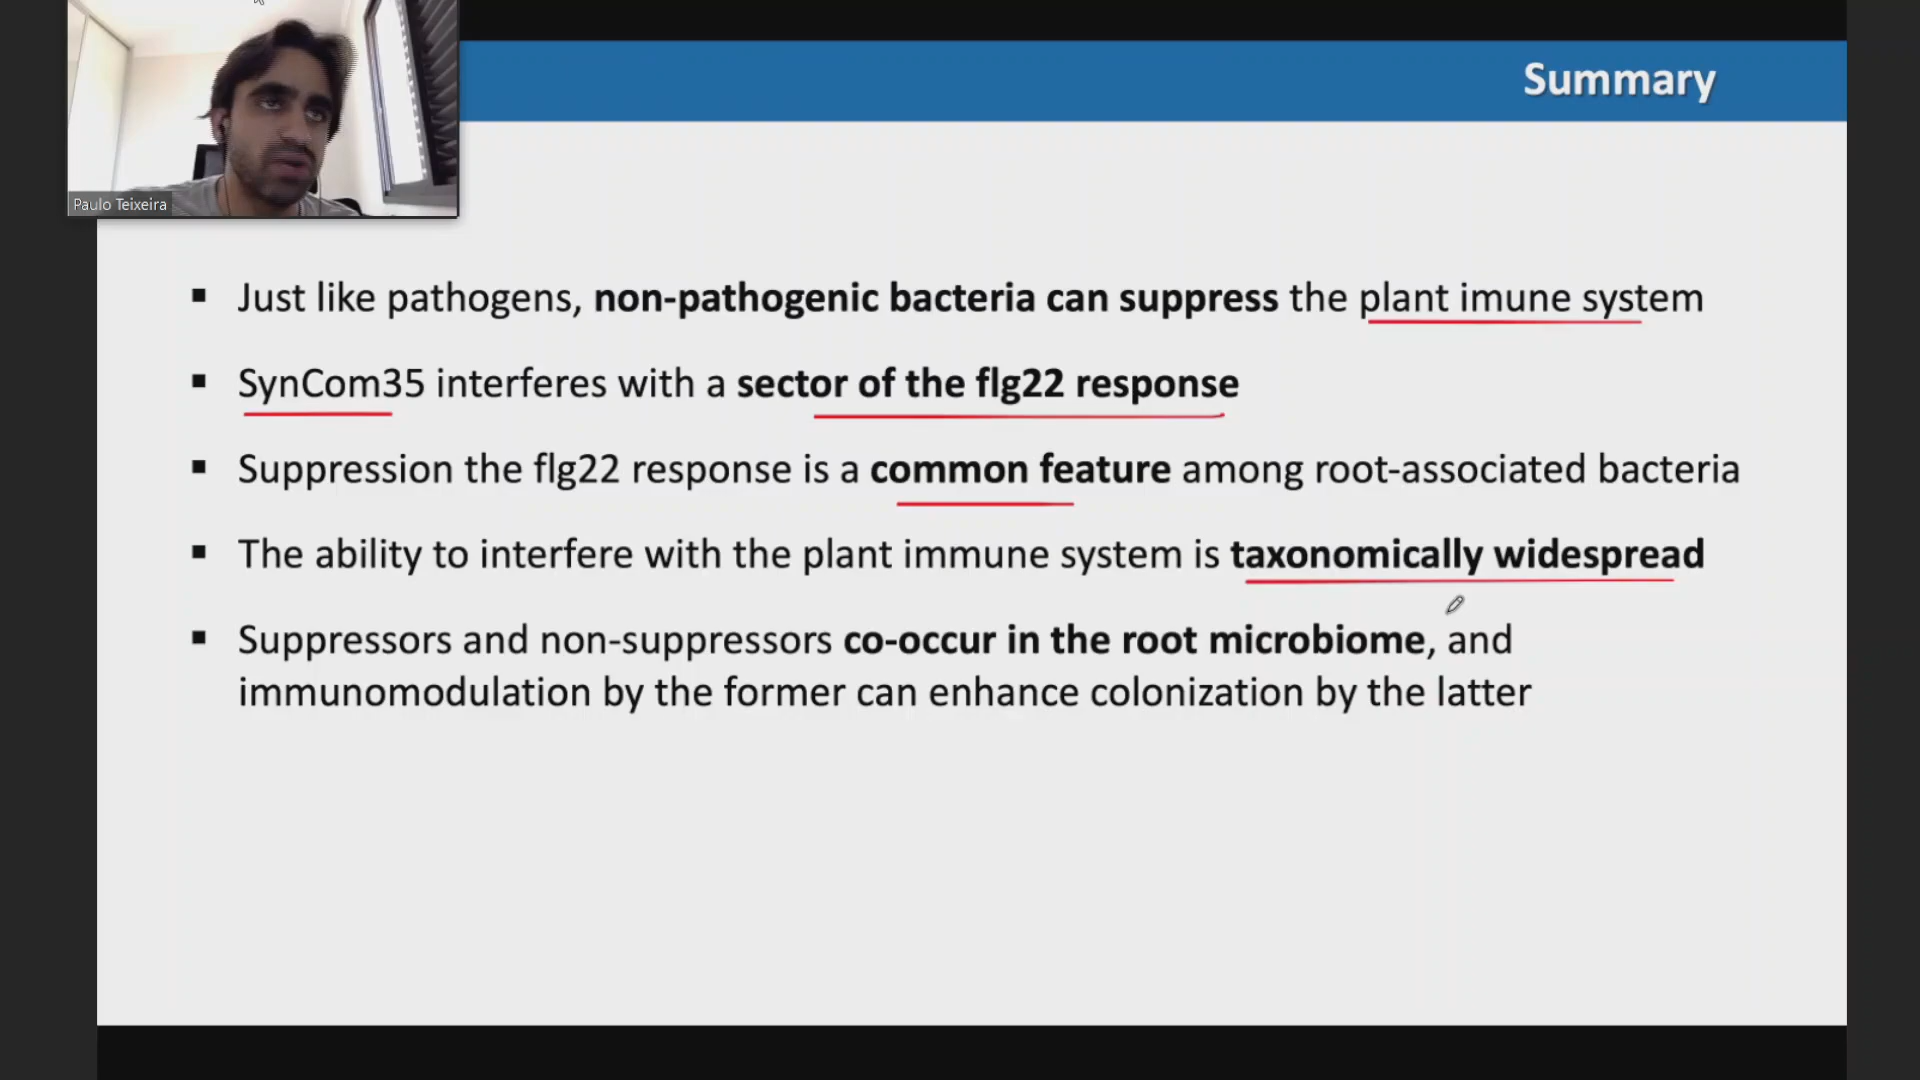 Summary
Paulo Teixeira
▪ Just like pathogens, non-pathogenic bacteria can suppress the plant imune system
▪ SynCom35 interferes with a sector of the flg22 response
▪ Suppression the flg22 response is a common feature among root-associated bacteria
▪ The ability to interfere with the plant immune system is taxonomically widespread
▪ Suppressors and non-suppressors co-occur in the root microbiome, and
immunomodulation by the former can enhance colonization by the latter